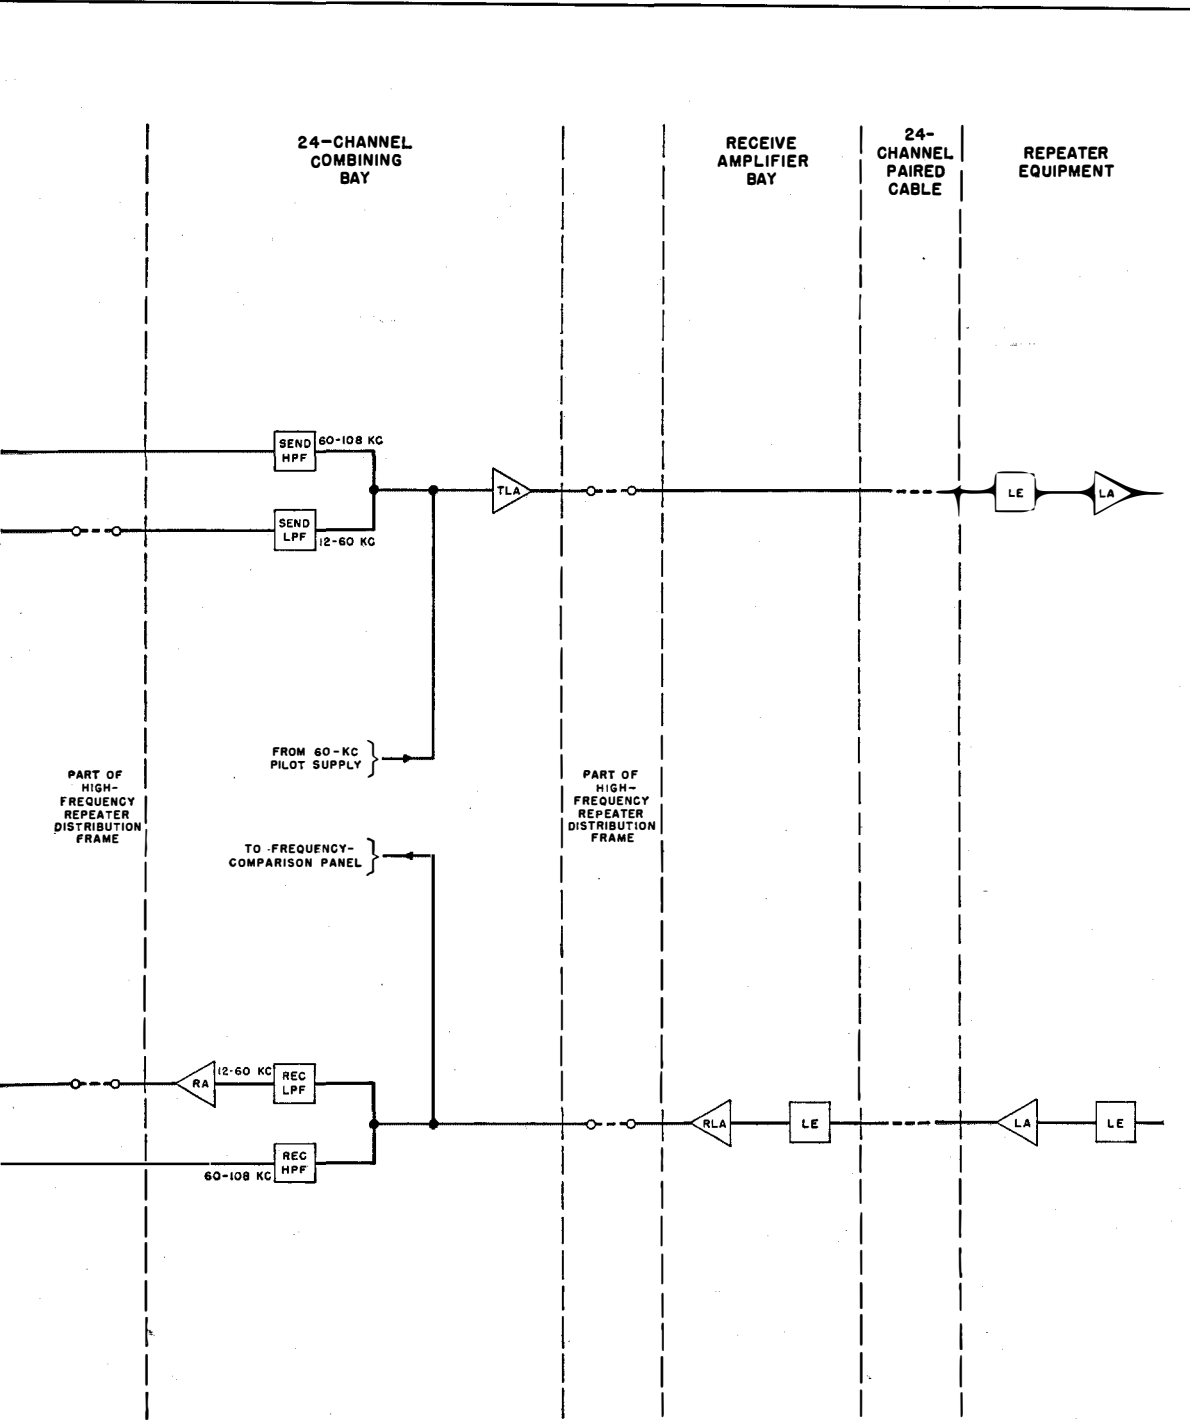 24-CHANNEL
COMBINING
BAY
RECEIVE
AMPLIFIER
BAY
24-
CHANNEL
PAIRED
CABLE
REPEATER
EQUIPMENT
SEND
HPF
60-108 KC
TLA
LE
LA
SEND
LPF
12-60 KC
FROM 60-KC
PILOT SUPPLY
PART OF
HIGH-
FREQUENCY
REPEATER
DISTRIBUTION
FRAME
PART OF
HIGH-
FREQUENCY
REPEATER
DISTRIBUTION
FRAME
TO FREQUENCY-
COMPARISON PANEL
RA
12-60 KC
REC
LPF
RLA
LE
LA
LE
REC
HPF
60-108 KC